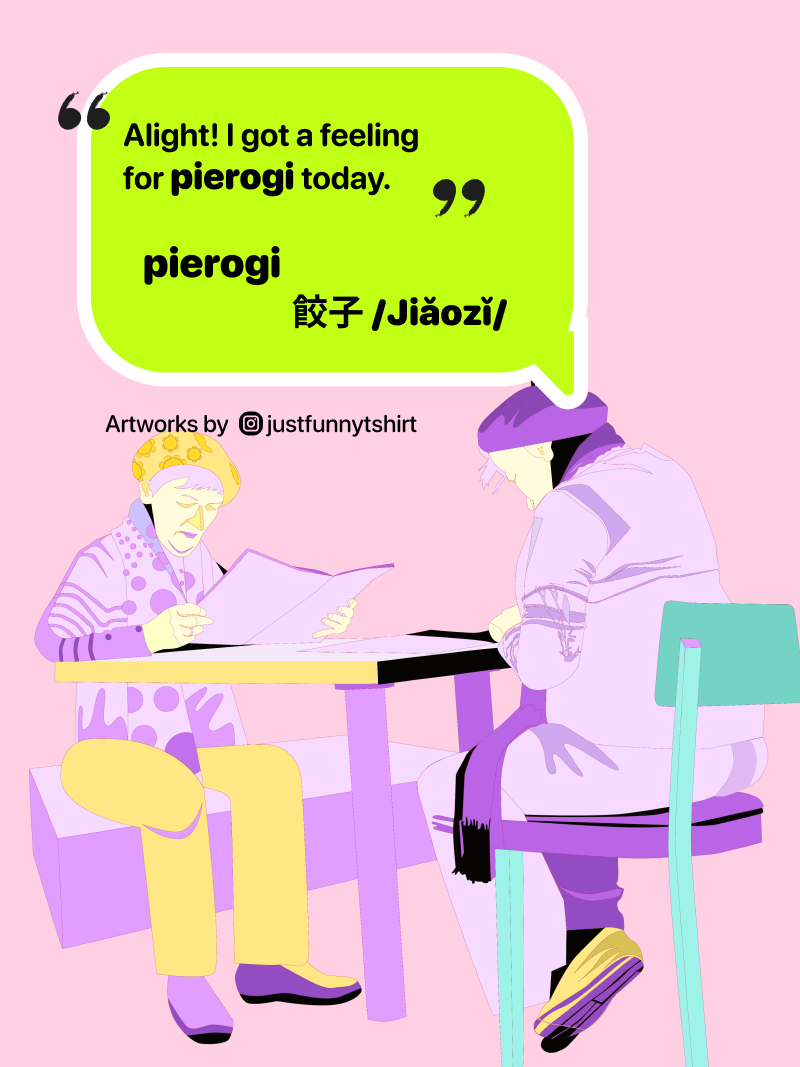 “ Alight! I got a feeling
for pierogi today. ”
pierogi
餃子 /Jiǎozǐ/
Artworks by justfunnytshirt